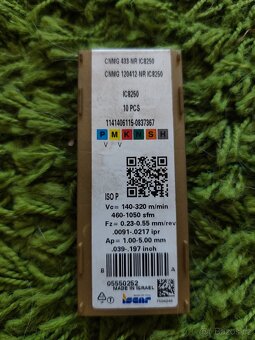 CNMG 433-NR IC8250
CNMG 120412-NR IC8250
IC8250
10 PCS
1141406116-0837367
P M K N S H
V V
ISO P
Vc= 140-320 m/min
460-1050 sfm
Fz= 0.23-0.55 mm/rev
.0091-.0217 ipr
Ap= 1.00-5.00 mm
.039-.197 inch
B A
05550252
MADE IN ISRAEL
iscar